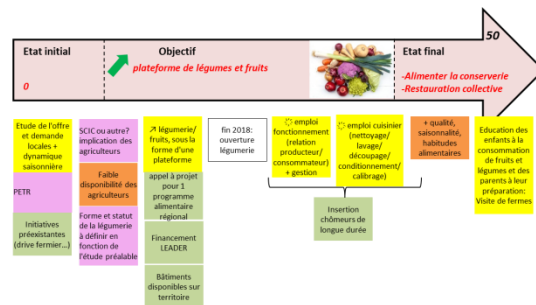 50
Etat initial
Objectif
Etat final
0
plateforme de légumes et fruits
-Alimenter la conserverie
-Restauration collective
Etude de l'offre et demande
locales +
dynamique
saisonnière
PETR
Initiatives
préexistantes (drive fermier...)
SCIC ou autre?
implication des
agriculteurs
Faible
disponibilité des
agriculteurs
Forme et statut
de la légumerie
à définir en
fonction de
l'étude préalable
↗ légumerie/
fruits, sous la
forme d'une
plateforme
appel à projet
pour 1
programme
alimentaire
régional
Financement
LEADER
Bâtiments
disponibles sur
territoire
fin 2018:
ouverture
légumerie
emploi
fonctionnement
(relation
producteur/
consommateur)
+ gestion
emploi cuisinier
(nettoyage/
lavage/
découpage/
conditionnement/
calibrage)
Insertion
chômeurs de
longue durée
+ qualité,
saisonnalité,
habitudes
alimentaires
Education des
enfants à la
consommation
de fruits et
légumes et des
parents à leur
préparation:
Visite de fermes